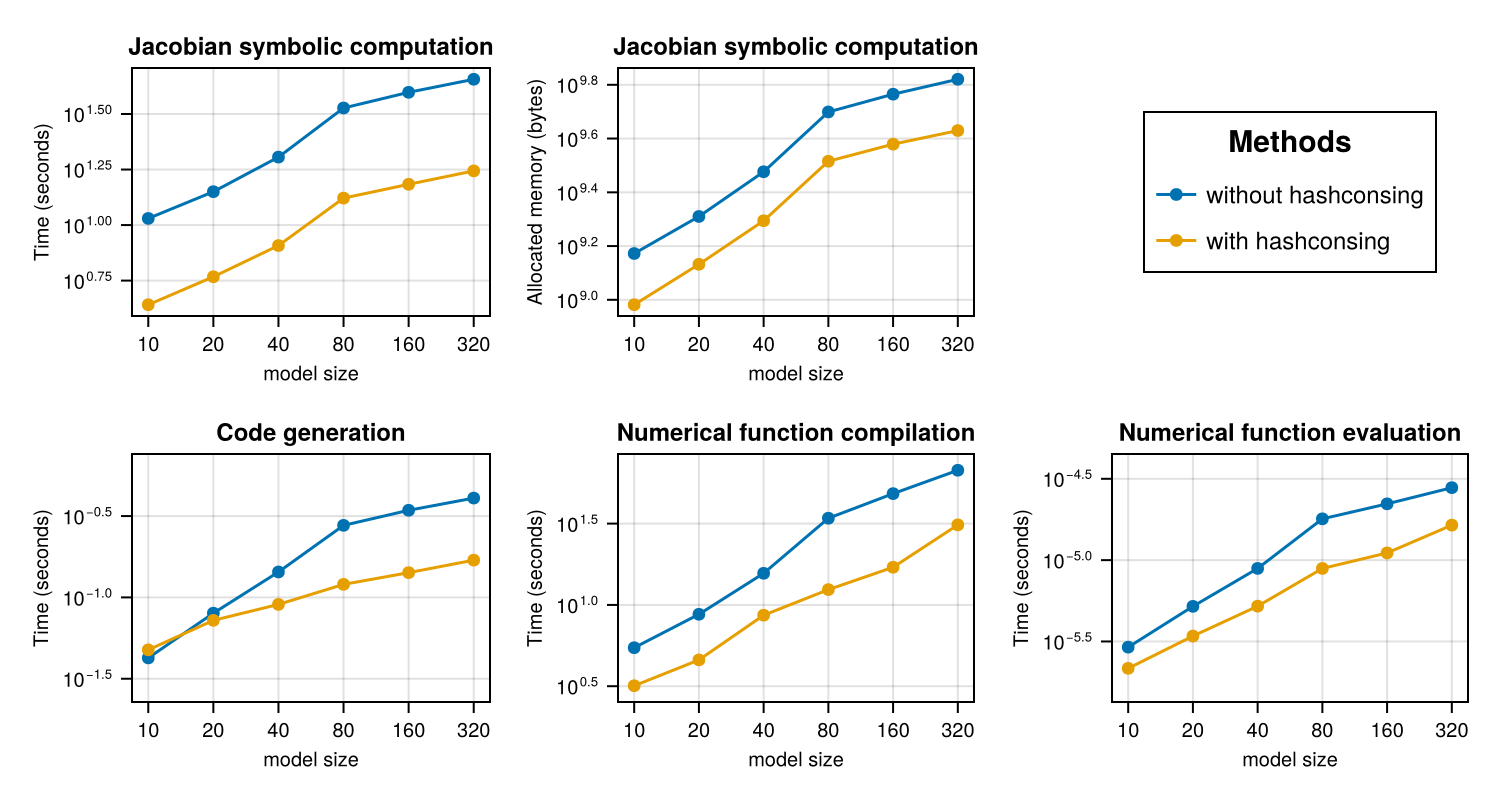 Jacobian symbolic computation
Time (seconds)
10^1.50
10^1.25
10^1.00
10^0.75
10 20 40 80 160 320
model size
Jacobian symbolic computation
Allocated memory (bytes)
10^9.8
10^9.6
10^9.4
10^9.2
10^9.0
10 20 40 80 160 320
model size
Methods
without hashconsing
with hashconsing
Code generation
Time (seconds)
10^−0.5
10^−1.0
10^−1.5
10 20 40 80 160 320
model size
Numerical function compilation
Time (seconds)
10^1.5
10^1.0
10^0.5
10 20 40 80 160 320
model size
Numerical function evaluation
Time (seconds)
10^−4.5
10^−5.0
10^−5.5
10 20 40 80 160 320
model size